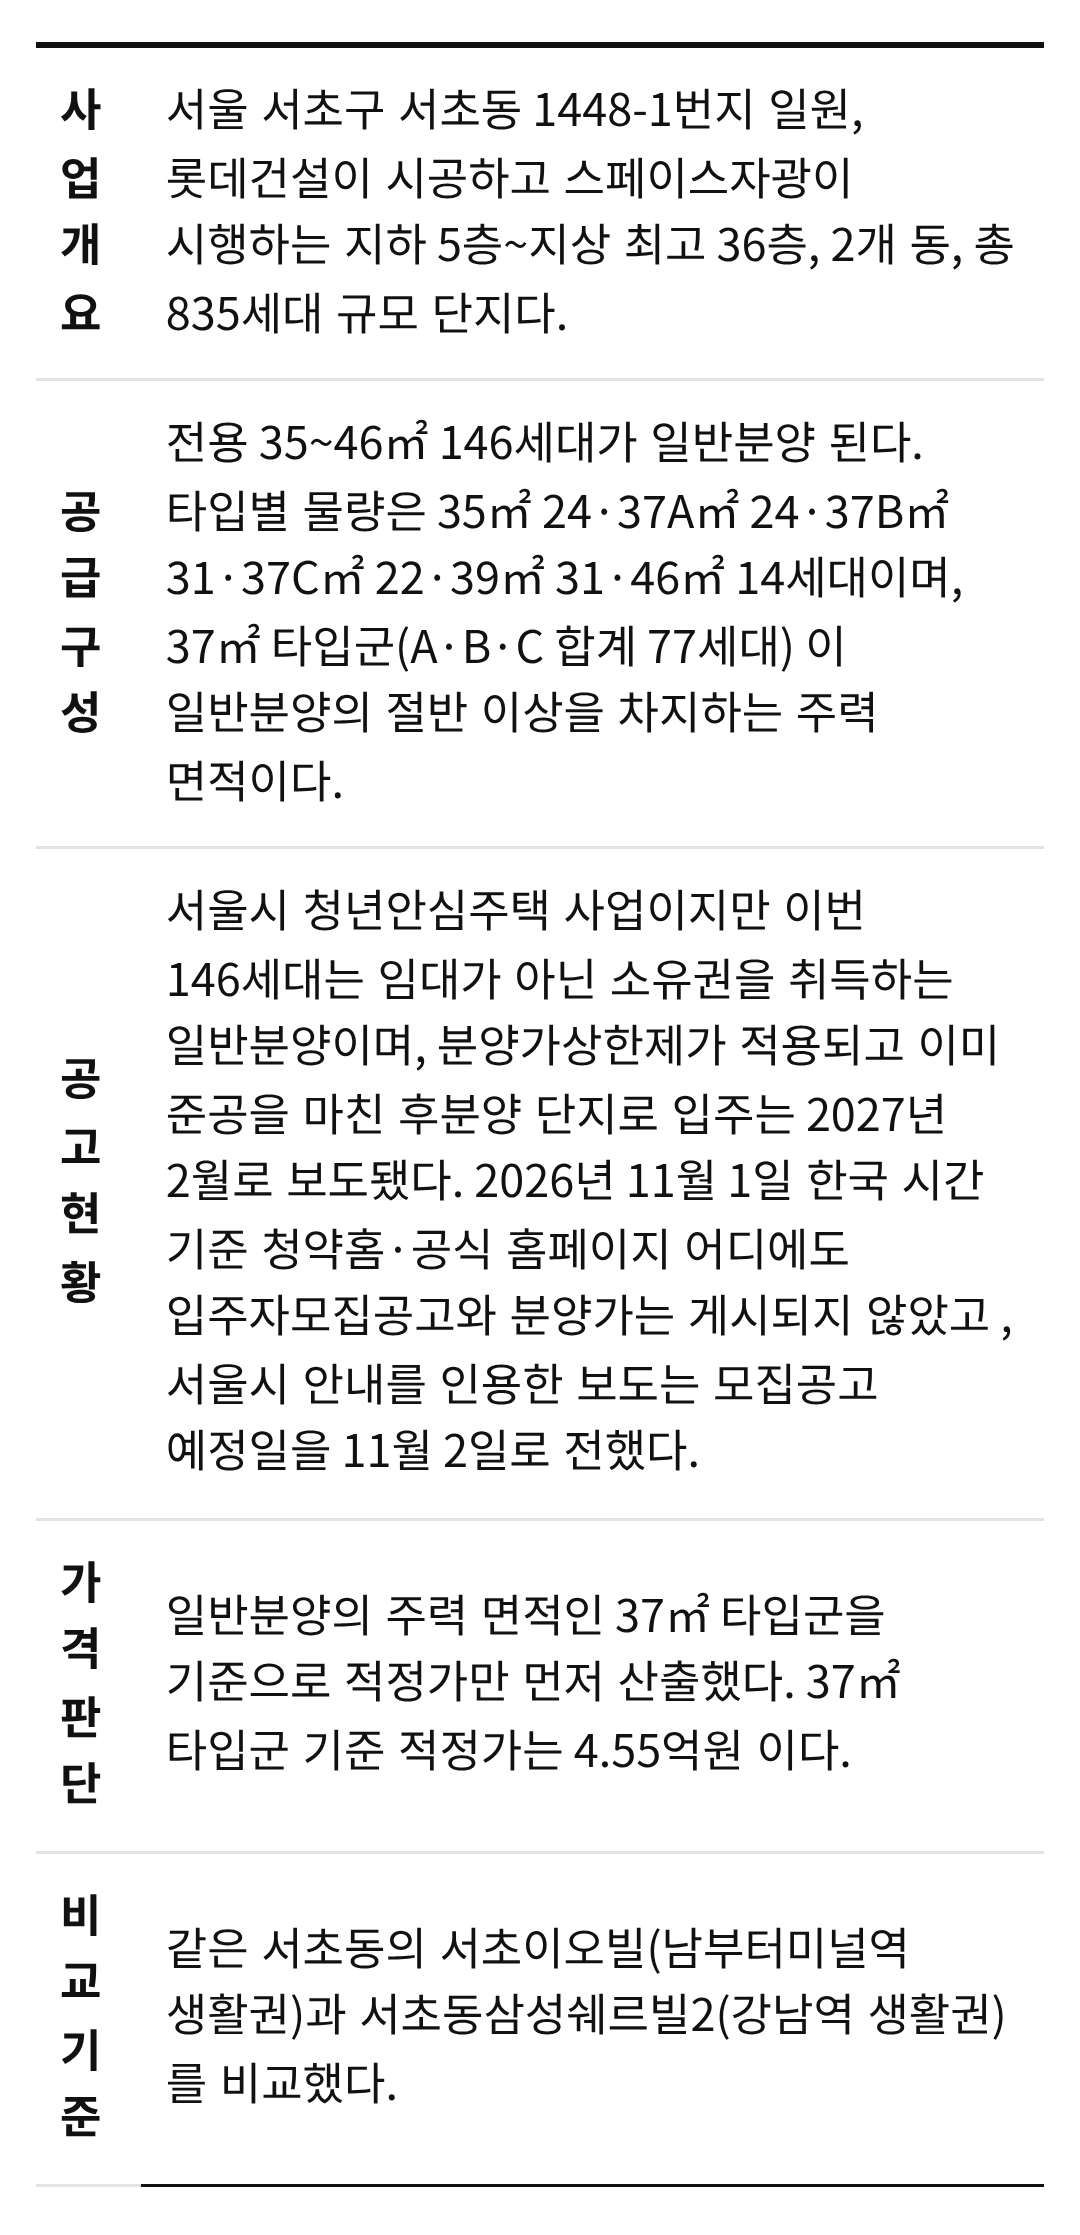 사
업
개
요
서울 서초구 서초동 1448-1번지 일원,
롯데건설이 시공하고 스페이스자광이
시행하는 지하 5층~지상 최고 36층, 2개 동, 총
835세대 규모 단지다.
공
급
구
성
전용 35~46㎡ 146세대가 일반분양 된다.
타입별 물량은 35㎡ 24·37A㎡ 24·37B㎡
31·37C㎡ 22·39㎡ 31·46㎡ 14세대이며,
37㎡ 타입군(A·B·C 합계 77세대) 이
일반분양의 절반 이상을 차지하는 주력
면적이다.
공
고
현
황
서울시 청년안심주택 사업이지만 이번
146세대는 임대가 아닌 소유권을 취득하는
일반분양이며, 분양가상한제가 적용되고 이미
준공을 마친 후분양 단지로 입주는 2027년
2월로 보도됐다. 2026년 11월 1일 한국 시간
기준 청약홈·공식 홈페이지 어디에도
입주자모집공고와 분양가는 게시되지 않았고 ,
서울시 안내를 인용한 보도는 모집공고
예정일을 11월 2일로 전했다.
가
격
판
단
일반분양의 주력 면적인 37㎡ 타입군을
기준으로 적정가만 먼저 산출했다. 37㎡
타입군 기준 적정가는 4.55억원 이다.
비
교
기
준
같은 서초동의 서초이오빌(남부터미널역
생활권)과 서초동삼성쉐르빌2(강남역 생활권)
를 비교했다.